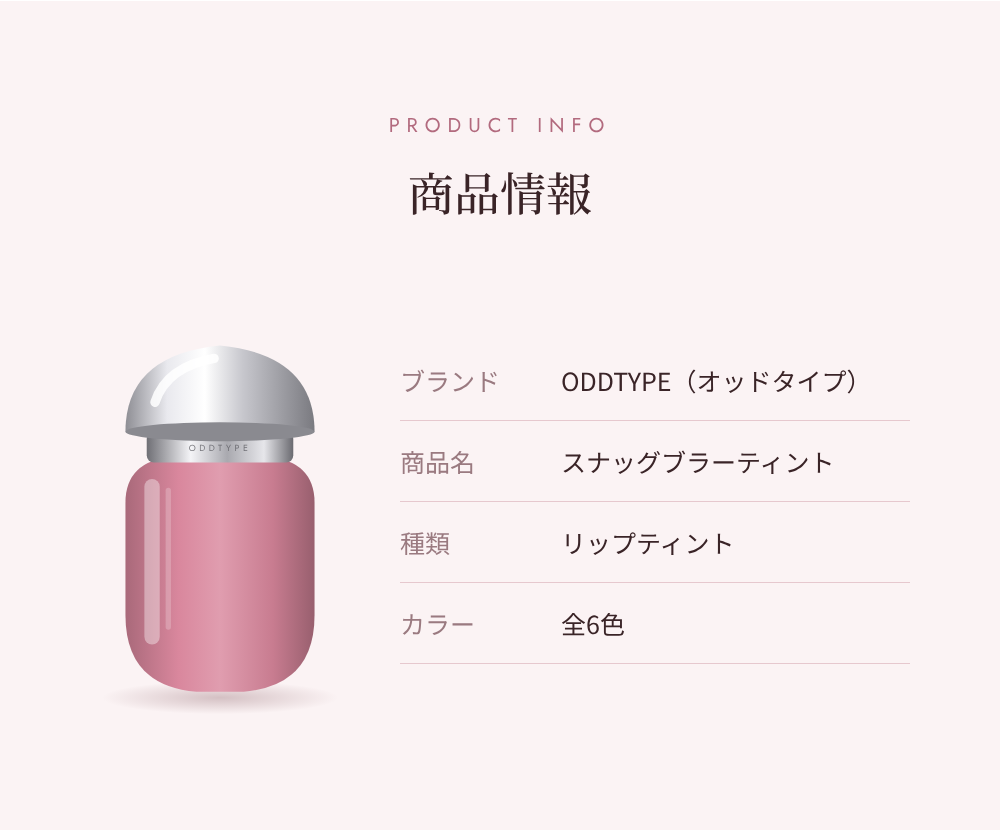 PRODUCT INFO
商品情報
ODDTYPE
ブランド ODDTYPE（オッドタイプ）
商品名 スナッグブラーティント
種類 リップティント
カラー 全6色